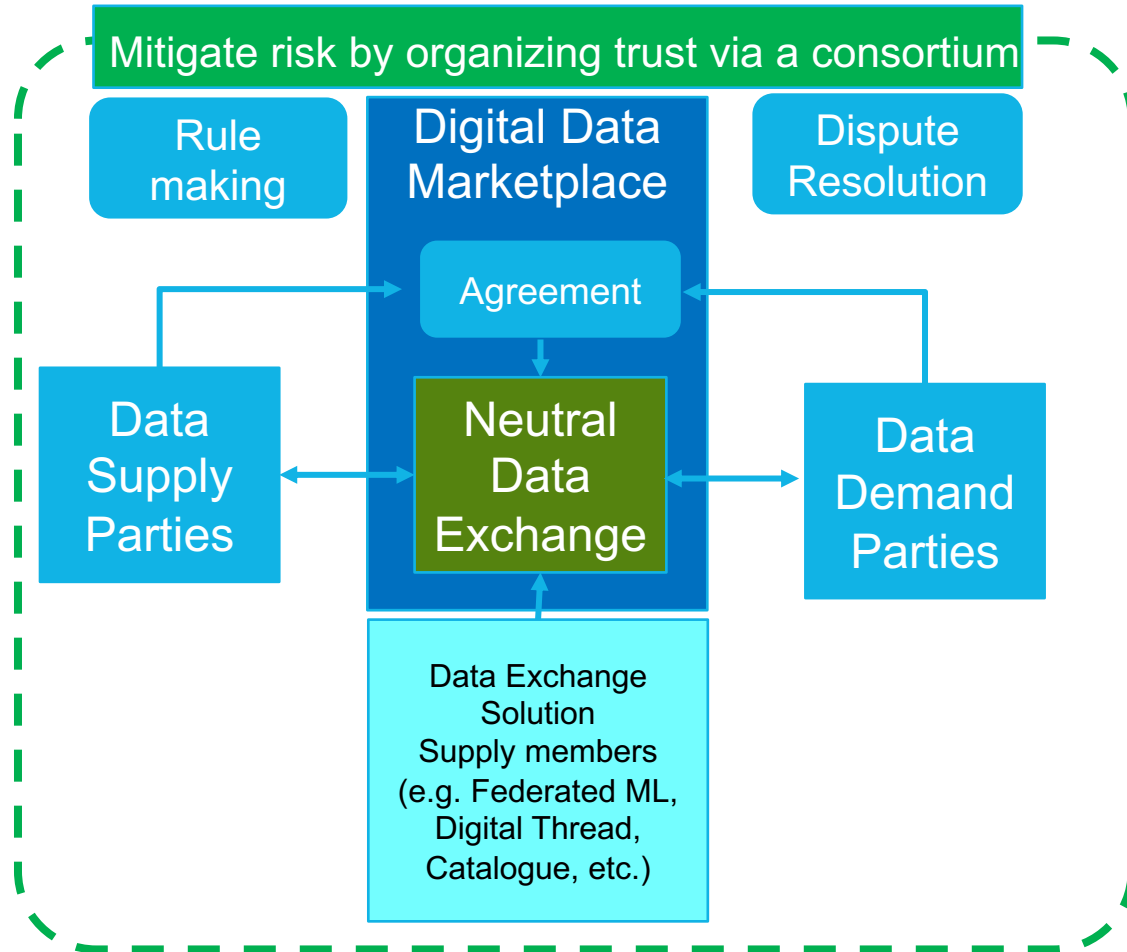 Mitigate risk by organizing trust via a consortium
Rule
making
Digital Data
Marketplace
Dispute
Resolution
Agreement
Data
Supply
Parties
Neutral
Data
Exchange
Data
Demand
Parties
Data Exchange
Solution
Supply members
(e.g. Federated ML,
Digital Thread,
Catalogue, etc.)